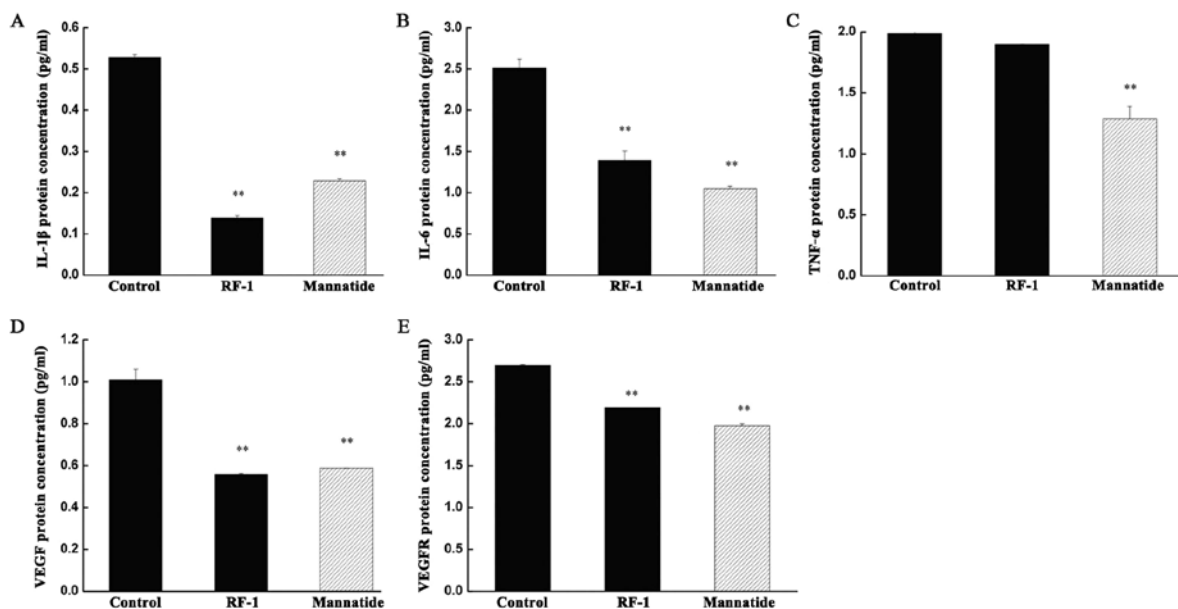 A
IL-1β protein concentration (pg/ml)
0.6
0.5
0.4
0.3
0.2
0.1
0.0
**
**
Control RF-1 Mannatide
B
IL-6 protein concentration (pg/ml)
3.0
2.5
2.0
1.5
1.0
0.5
0.0
**
**
Control RF-1 Mannatide
C
TNF-α protein concentration (pg/ml)
2.0
1.5
1.0
0.5
0.0
**
Control RF-1 Mannatide
D
VEGF protein concentration (pg/ml)
1.2
1.0
0.8
0.6
0.4
0.2
0.0
**
**
Control RF-1 Mannatide
E
VEGFR protein concentration (pg/ml)
3.0
2.5
2.0
1.5
1.0
0.5
0.0
**
**
Control RF-1 Mannatide